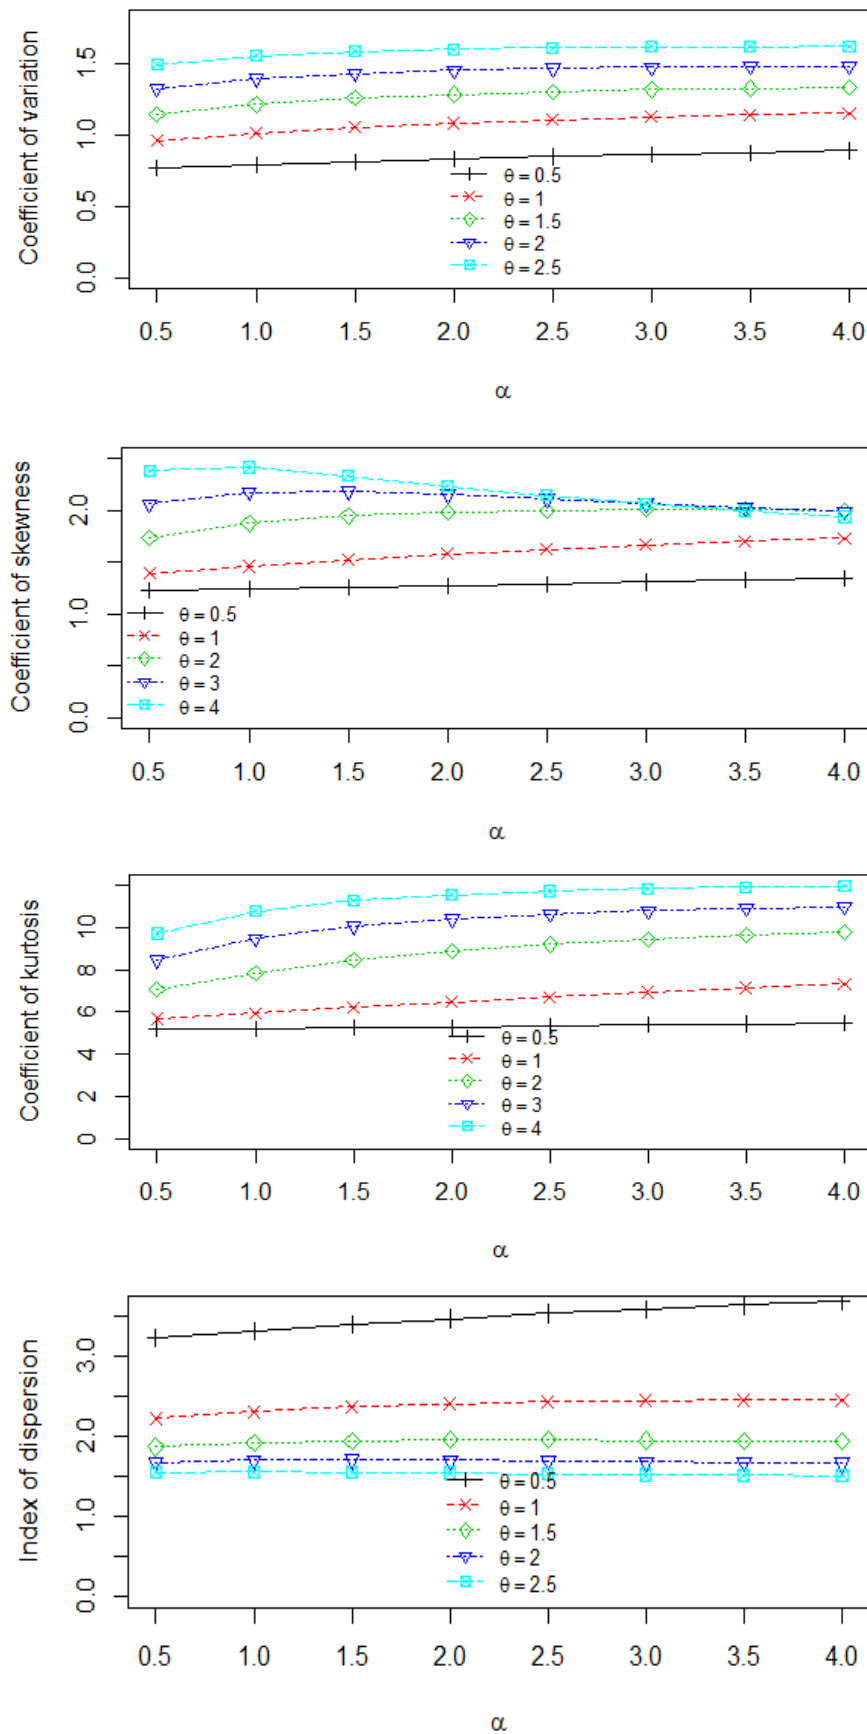 Coefficient of variation
1.5
1.0
0.5
0.0
θ = 0.5
θ = 1
θ = 1.5
θ = 2
θ = 2.5
0.5 1.0 1.5 2.0 2.5 3.0 3.5 4.0
α
Coefficient of skewness
2.0
1.0
0.0
θ = 0.5
θ = 1
θ = 2
θ = 3
θ = 4
0.5 1.0 1.5 2.0 2.5 3.0 3.5 4.0
α
Coefficient of kurtosis
10
8
6
4
2
0
θ = 0.5
θ = 1
θ = 2
θ = 3
θ = 4
0.5 1.0 1.5 2.0 2.5 3.0 3.5 4.0
α
Index of dispersion
3.0
2.0
1.0
0.0
θ = 0.5
θ = 1
θ = 1.5
θ = 2
θ = 2.5
0.5 1.0 1.5 2.0 2.5 3.0 3.5 4.0
α